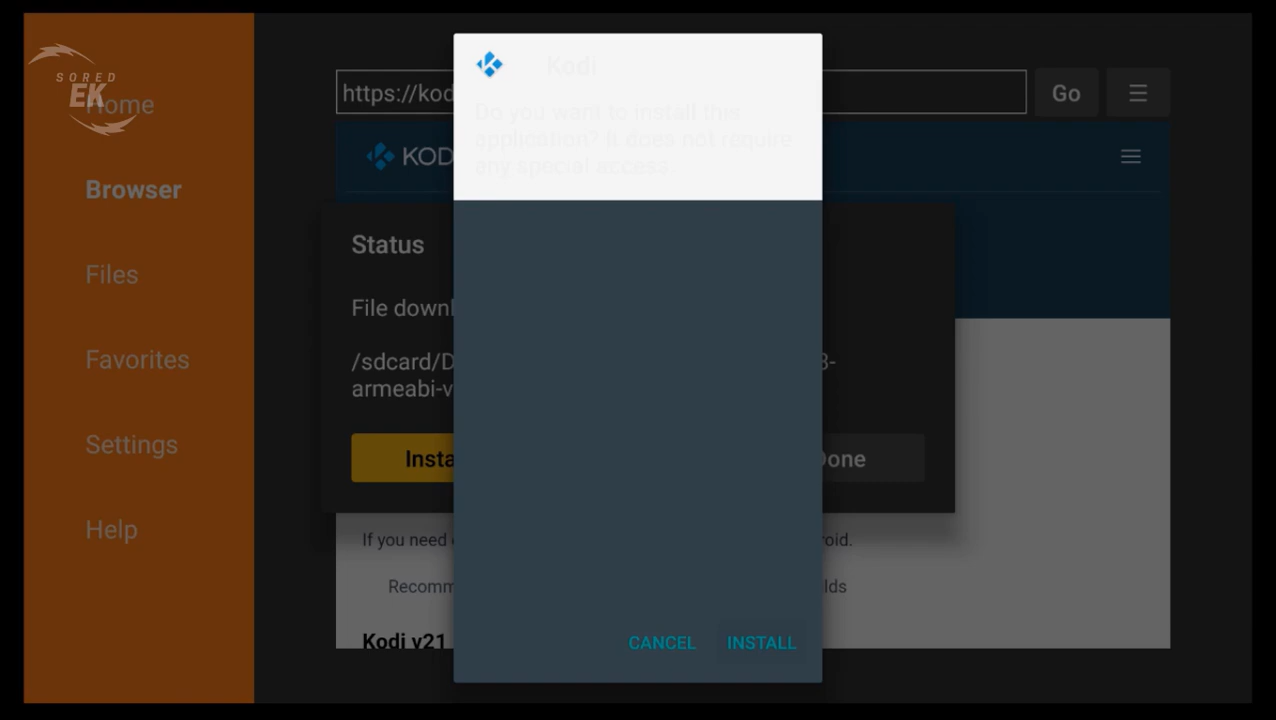 SORED
EK
Home
Browser
Files
Favorites
Settings
Help
https://kod
Go
KOD
Kodi
Do you want to install this
application? It does not require
any special access.
Status
File downl
/sdcard/D
armeabi-v
Insta
Done
If you need
roid.
Recomm
lds
Kodi v21
CANCEL
INSTALL